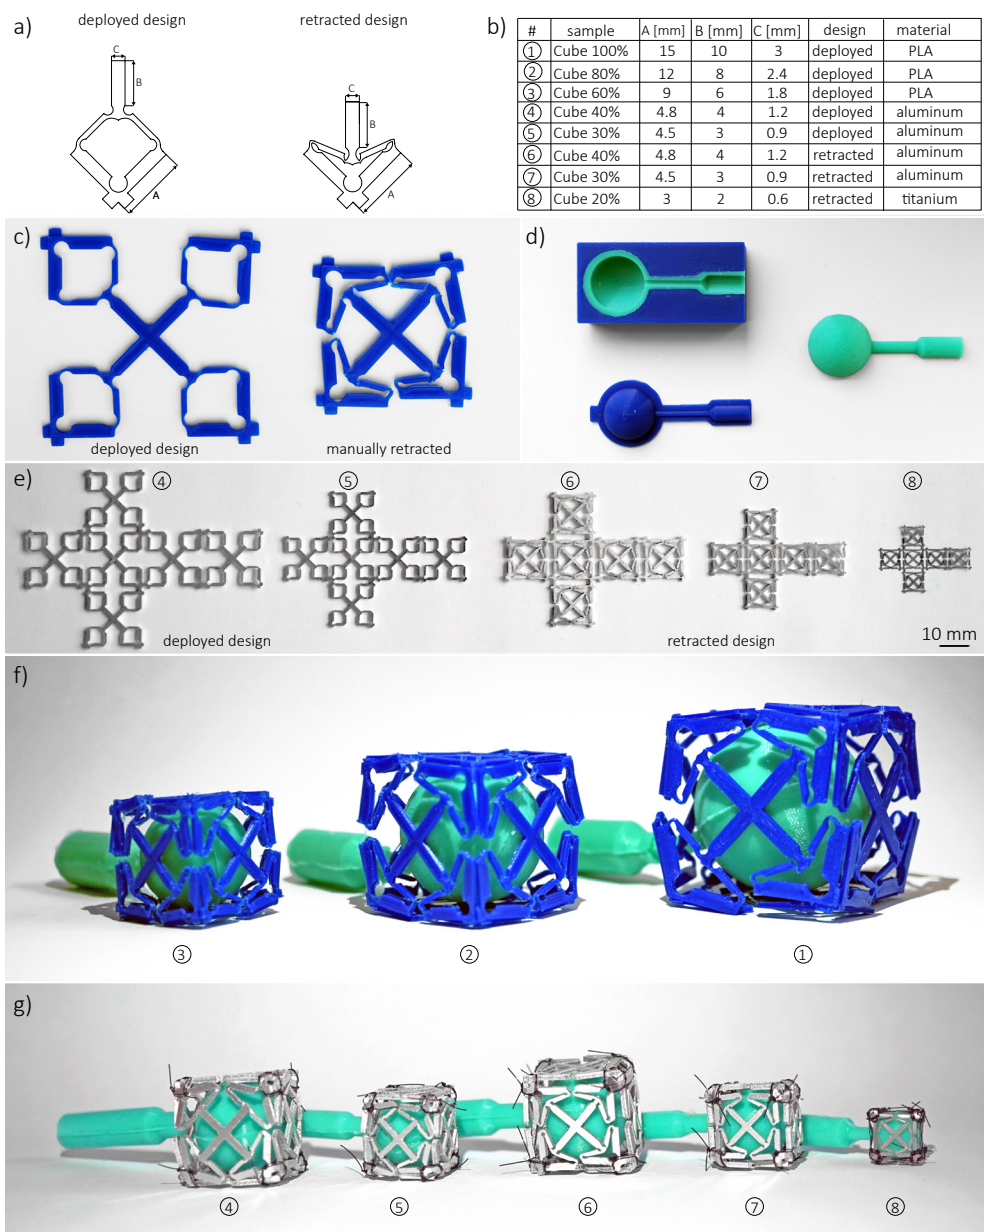 a)
deployed design
retracted design
C
B
A
C
B
A
b)
# sample A [mm] B [mm] C [mm] design material
1 Cube 100% 15 10 3 deployed PLA
2 Cube 80% 12 8 2.4 deployed PLA
3 Cube 60% 9 6 1.8 deployed PLA
4 Cube 40% 4.8 4 1.2 deployed aluminum
5 Cube 30% 4.5 3 0.9 deployed aluminum
6 Cube 40% 4.8 4 1.2 retracted aluminum
7 Cube 30% 4.5 3 0.9 retracted aluminum
8 Cube 20% 3 2 0.6 retracted titanium
c)
deployed design
manually retracted
d)
e)
4
5
6
7
8
deployed design
retracted design
10 mm
f)
3
2
1
g)
4
5
6
7
8